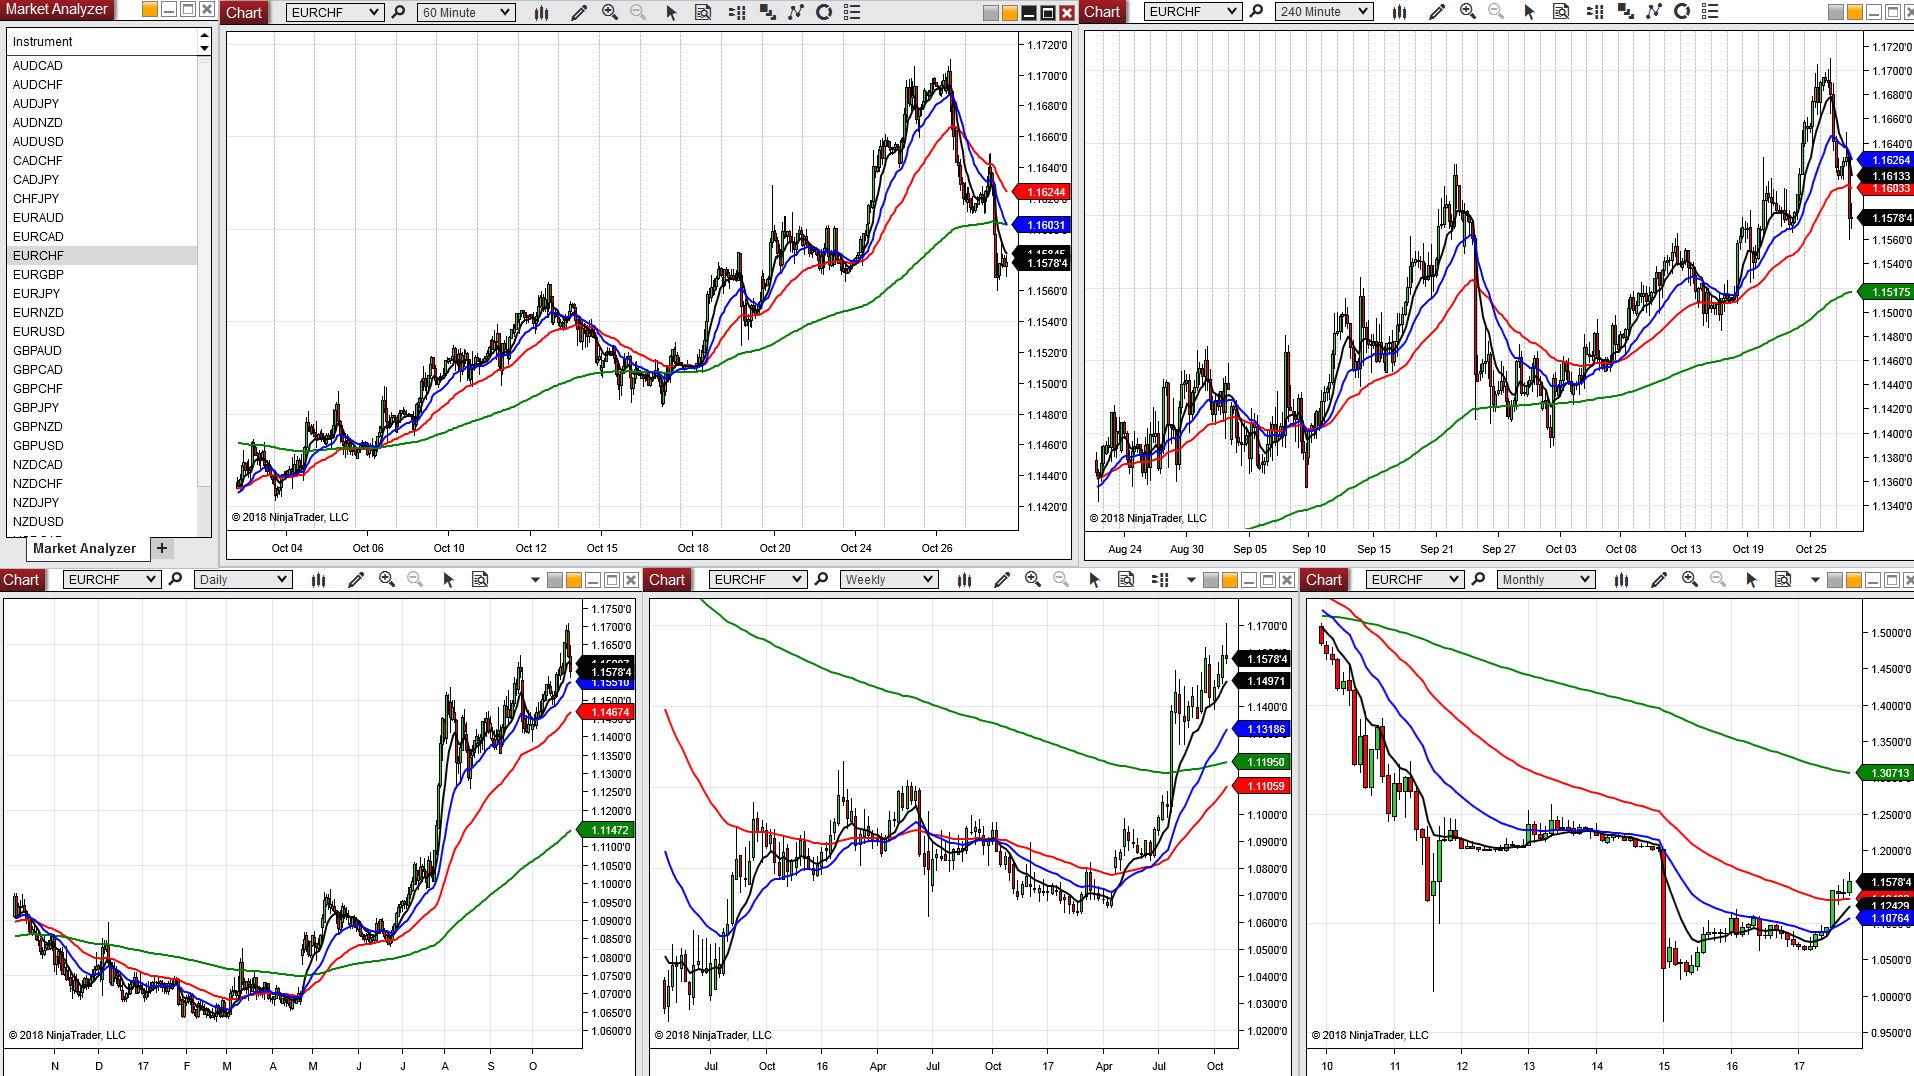 Market Analyzer
Instrument
AUDCAD
AUDCHF
AUDJPY
AUDNZD
AUDUSD
CADCHF
CADJPY
CHFJPY
EURAUD
EURCAD
EURCHF
EURGBP
EURJPY
EURNZD
EURUSD
GBPAUD
GBPCAD
GBPCHF
GBPJPY
GBPNZD
GBPUSD
NZDCAD
NZDCHF
NZDJPY
NZDUSD
Market Analyzer +
Chart EURCHF 60 Minute
1.1720'0
1.1700'0
1.1680'0
1.1660'0
1.1640'0
1.16244
1.16031
1.1578'4
1.1560'0
1.1540'0
1.1520'0
1.1500'0
1.1480'0
1.1460'0
1.1440'0
1.1420'0
© 2018 NinjaTrader, LLC
Oct 04 Oct 06 Oct 10 Oct 12 Oct 15 Oct 18 Oct 20 Oct 24 Oct 26
Chart EURCHF 240 Minute
1.1720'0
1.1700'0
1.1680'0
1.1660'0
1.1640'0
1.16264
1.16133
1.16033
1.1578'4
1.1560'0
1.1540'0
1.15175
1.1500'0
1.1480'0
1.1460'0
1.1440'0
1.1420'0
1.1400'0
1.1380'0
1.1360'0
1.1340'0
© 2018 NinjaTrader, LLC
Aug 24 Aug 30 Sep 05 Sep 10 Sep 15 Sep 21 Sep 27 Oct 03 Oct 08 Oct 13 Oct 19 Oct 25
Chart EURCHF Daily
1.1750'0
1.1700'0
1.1650'0
1.1578'4
1.15510
1.1500'0
1.14674
1.1400'0
1.1350'0
1.1300'0
1.1250'0
1.1200'0
1.11472
1.1100'0
1.1050'0
1.1000'0
1.0950'0
1.0900'0
1.0850'0
1.0800'0
1.0750'0
1.0700'0
1.0650'0
1.0600'0
© 2018 NinjaTrader, LLC
N D 17 F M A M J J A S O
Chart EURCHF Weekly
1.1700'0
1.1578'4
1.14971
1.1400'0
1.13186
1.11950
1.11059
1.1000'0
1.0900'0
1.0800'0
1.0700'0
1.0600'0
1.0500'0
1.0400'0
1.0300'0
1.0200'0
© 2018 NinjaTrader, LLC
Jul Oct 16 Apr Jul Oct 17 Apr Jul Oct
Chart EURCHF Monthly
1.5000'0
1.4500'0
1.4000'0
1.3500'0
1.30713
1.2500'0
1.2000'0
1.1578'4
1.12429
1.10764
1.0500'0
1.0000'0
0.9500'0
© 2018 NinjaTrader, LLC
10 11 12 13 14 15 16 17